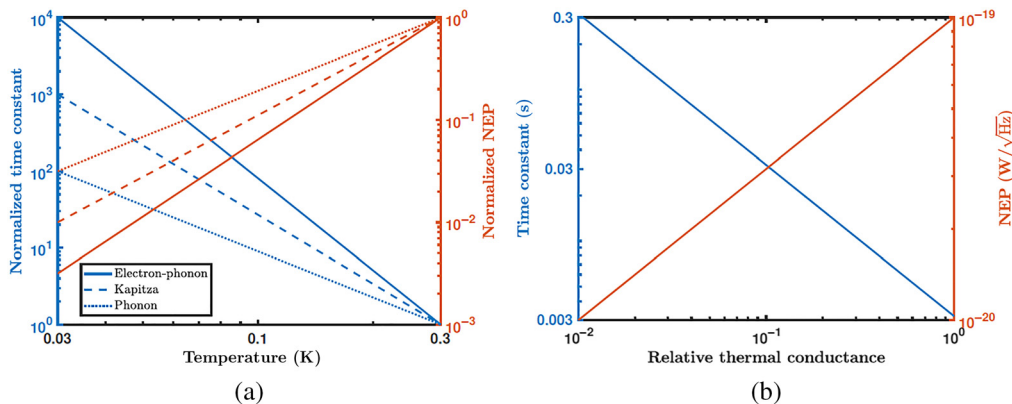 10^4
10^3
10^2
10^1
10^0
Normalized time constant
10^0
10^-1
10^-2
10^-3
Normalized NEP
Electron-phonon
Kapitza
Phonon
0.03
0.1
0.3
Temperature (K)
(a)
0.3
0.03
0.003
Time constant (s)
10^-19
10^-20
NEP (W/√Hz)
10^-2
10^-1
10^0
Relative thermal conductance
(b)